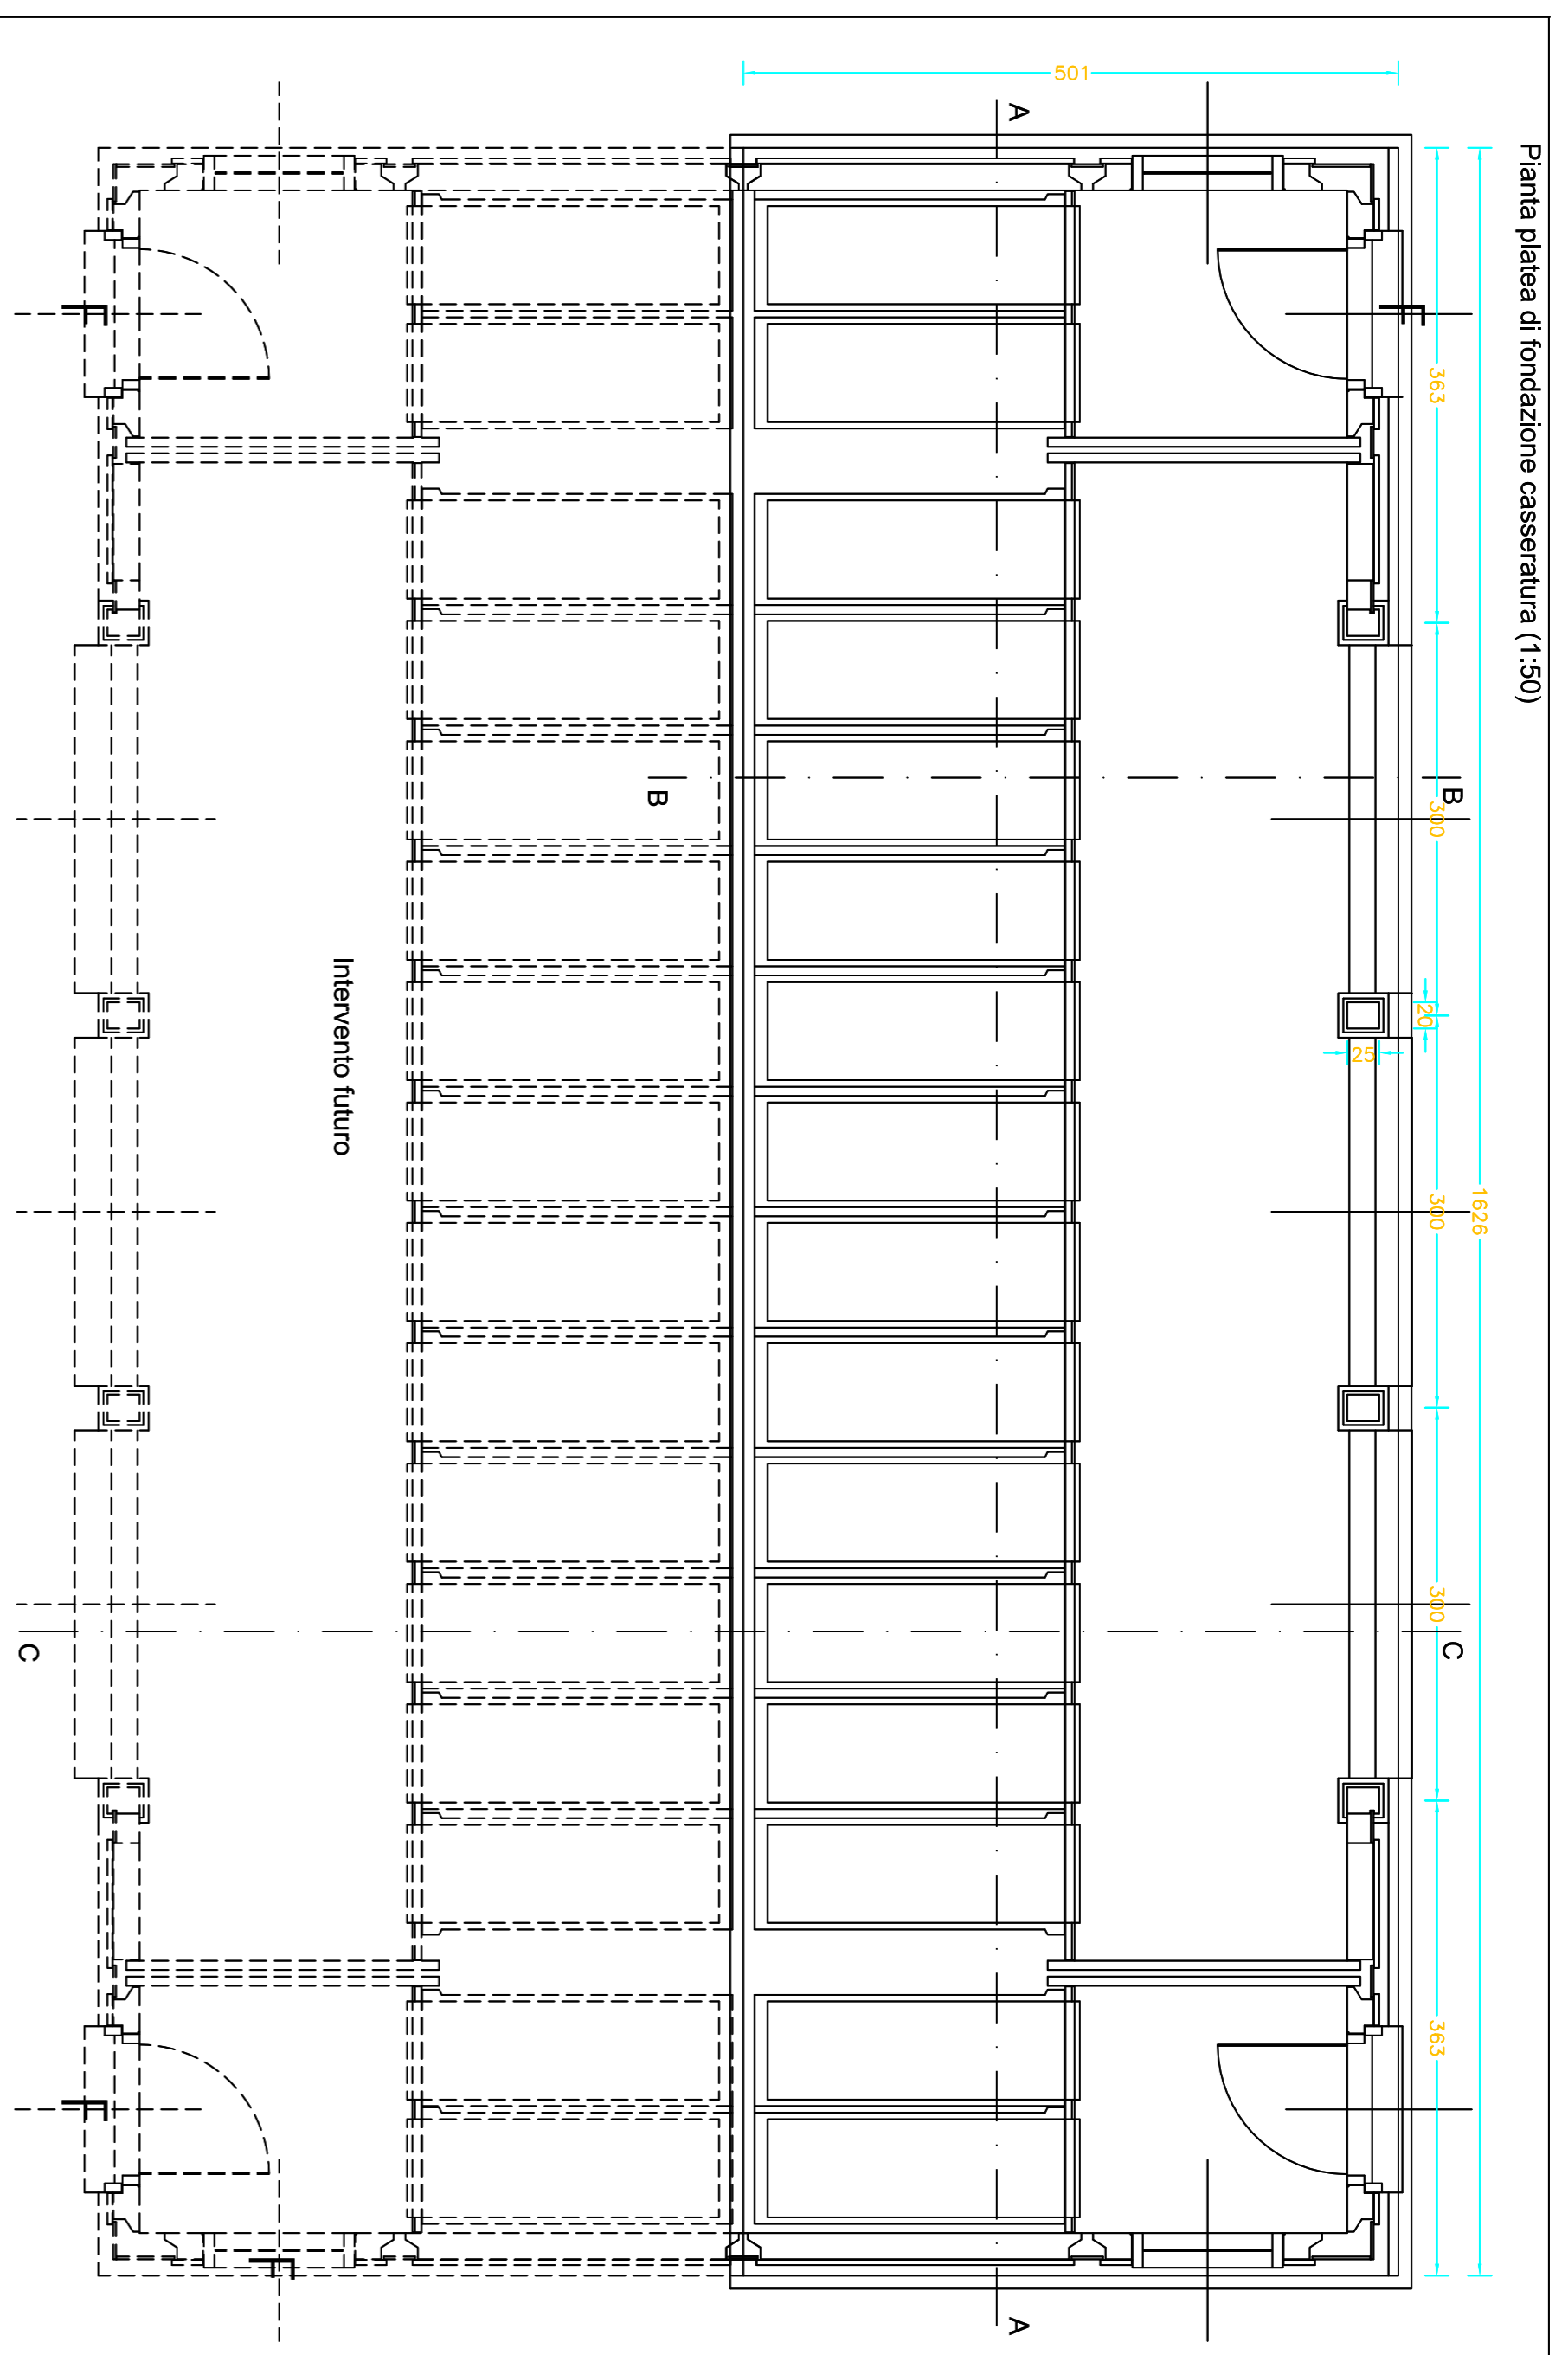 Pianta platea di fondazione casseratura (1:50)
1626
363
300
300
300
363
20
25
501
A
A
B
B
C
C
Intervento futuro